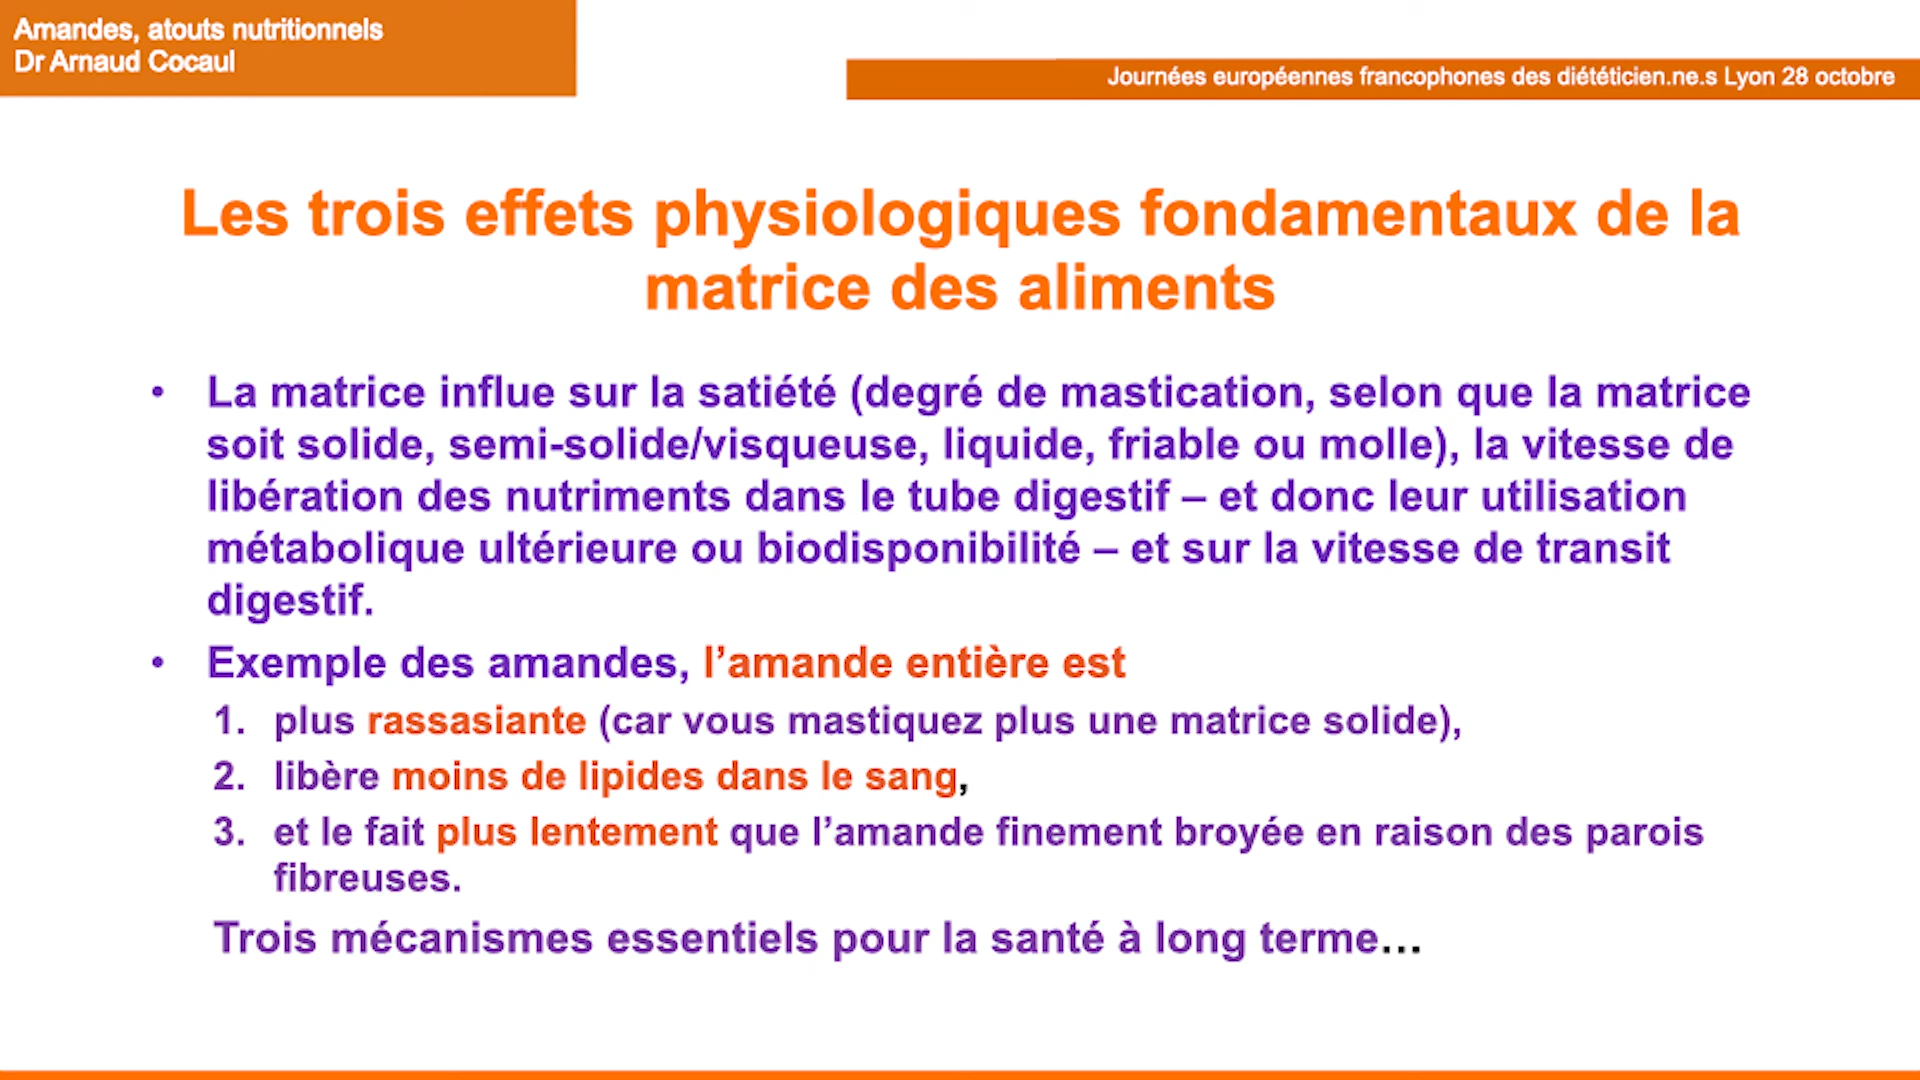 Amandes, atouts nutritionnels
Dr Arnaud Cocaul
Journées européennes francophones des diététicien.ne.s Lyon 28 octobre
Les trois effets physiologiques fondamentaux de la
matrice des aliments
• La matrice influe sur la satiété (degré de mastication, selon que la matrice
soit solide, semi-solide/visqueuse, liquide, friable ou molle), la vitesse de
libération des nutriments dans le tube digestif – et donc leur utilisation
métabolique ultérieure ou biodisponibilité – et sur la vitesse de transit
digestif.
• Exemple des amandes, l’amande entière est
1. plus rassasiante (car vous mastiquez plus une matrice solide),
2. libère moins de lipides dans le sang,
3. et le fait plus lentement que l’amande finement broyée en raison des parois
fibreuses.
Trois mécanismes essentiels pour la santé à long terme…